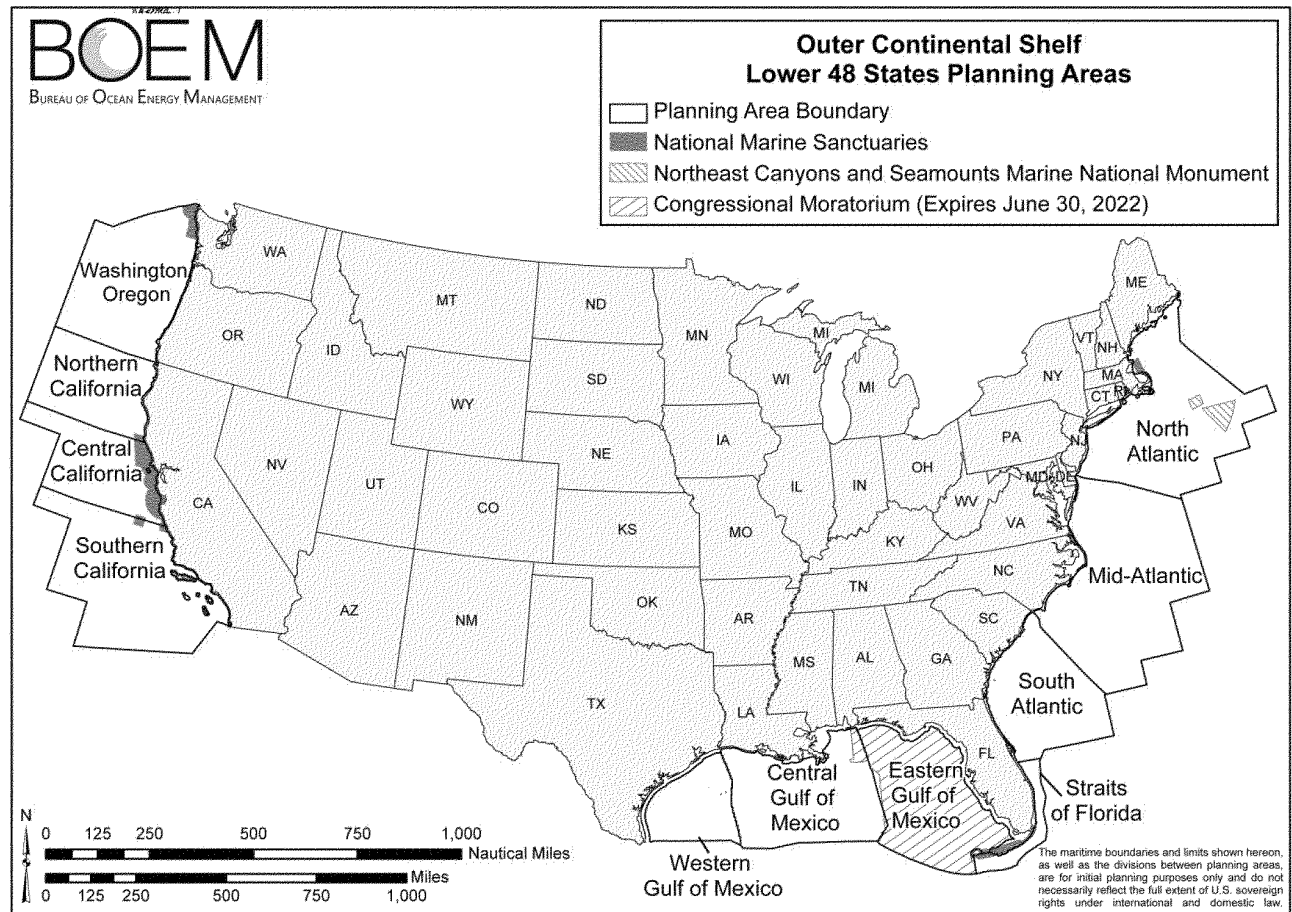 BOEM
BUREAU OF OCEAN ENERGY MANAGEMENT
Outer Continental Shelf
Lower 48 States Planning Areas
Planning Area Boundary
National Marine Sanctuaries
Northeast Canyons and Seamounts Marine National Monument
Congressional Moratorium (Expires June 30, 2022)
Washington
Oregon
Northern
California
Central
California
Southern
California
WA
OR
ID
MT
ND
SD
MN
WI
MI
MI
WY
NE
IA
NV
UT
CO
CA
KS
MO
IL
IN
OH
KY
WV
VA
PA
NY
VT
NH
ME
MA
CT
NJ
MD
DE
AZ
NM
OK
AR
TN
NC
SC
TX
LA
MS
AL
GA
FL
North
Atlantic
Mid-Atlantic
South
Atlantic
Straits
of Florida
Eastern
Gulf of
Mexico
Central
Gulf of
Mexico
Western
Gulf of Mexico
N
0 125 250 500 750 1,000
Nautical Miles
Miles
0 125 250 500 750 1,000
The maritime boundaries and limits shown hereon,
as well as the divisions between planning areas,
are for initial planning purposes only and do not
necessarily reflect the full extent of U.S. sovereign
rights under international and domestic law.